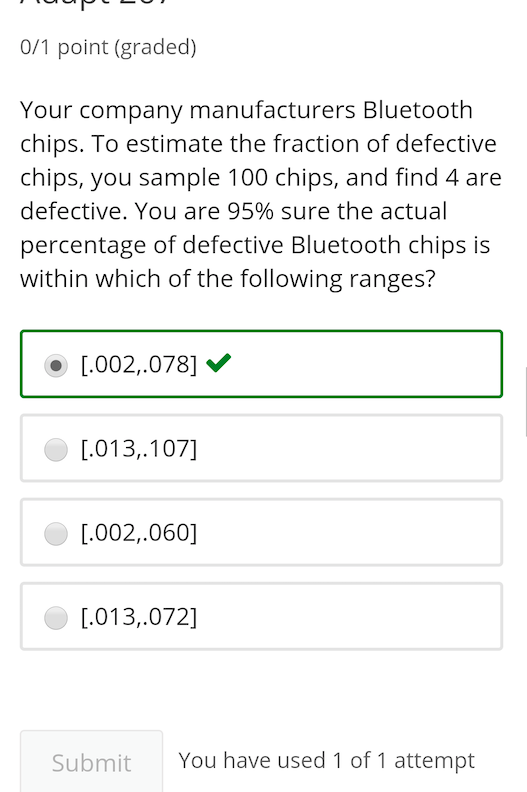 0/1 point (graded)
Your company manufacturers Bluetooth
chips. To estimate the fraction of defective
chips, you sample 100 chips, and find 4 are
defective. You are 95% sure the actual
percentage of defective Bluetooth chips is
within which of the following ranges?
[.002,.078]
[.013,.107]
[.002,.060]
[.013,.072]
Submit
You have used 1 of 1 attempt